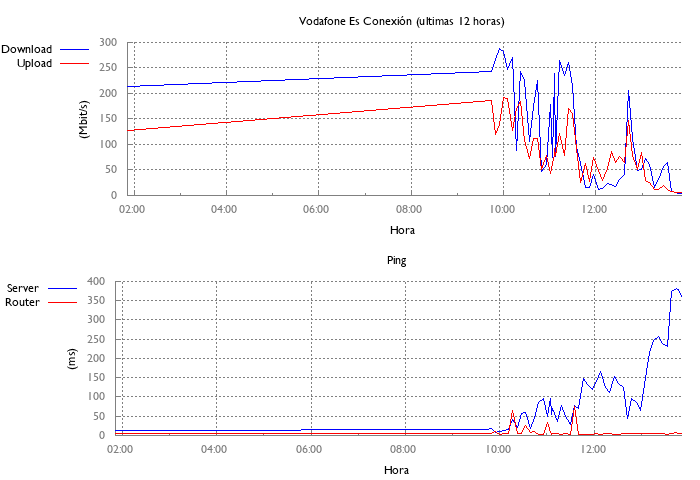 Vodafone Es Conexión (ultimas 12 horas)
Download
Upload
300
250
200
150
100
50
0
(Mbit/s)
02:00 04:00 06:00 08:00 10:00 12:00
Hora
Ping
Server
Router
400
350
300
250
200
150
100
50
0
(ms)
02:00 04:00 06:00 08:00 10:00 12:00
Hora